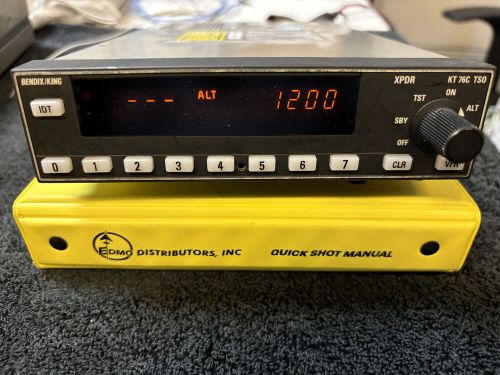 BENDIX/KING
XPDR
KT 76C TSO
IDT
--- ALT 1200
TST
ON
ALT
SBY
OFF
0 1 2 3 4 5 6 7 CLR VFR
EDMO DISTRIBUTORS, INC
QUICK SHOT MANUAL